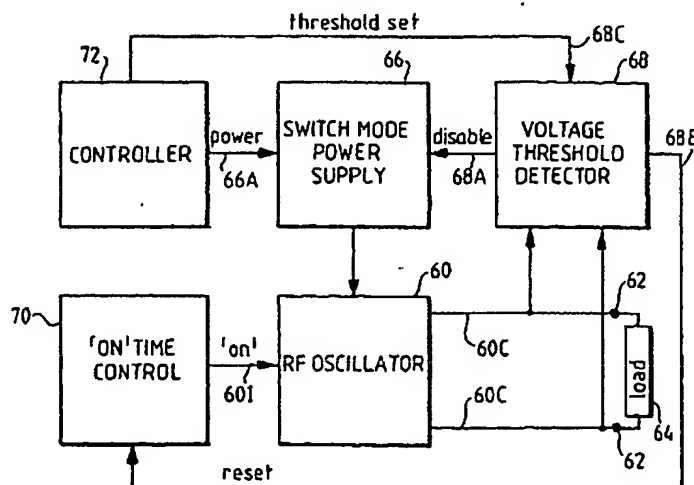 threshold set
68C
72
66
68
CONTROLLER
power
66A
SWITCH MODE
POWER
SUPPLY
disable
68A
VOLTAGE
THRESHOLD
DETECTOR
68B
70
60
62
'ON' TIME
CONTROL
'on'
60I
RF OSCILLATOR
60C
60C
load
64
62
reset